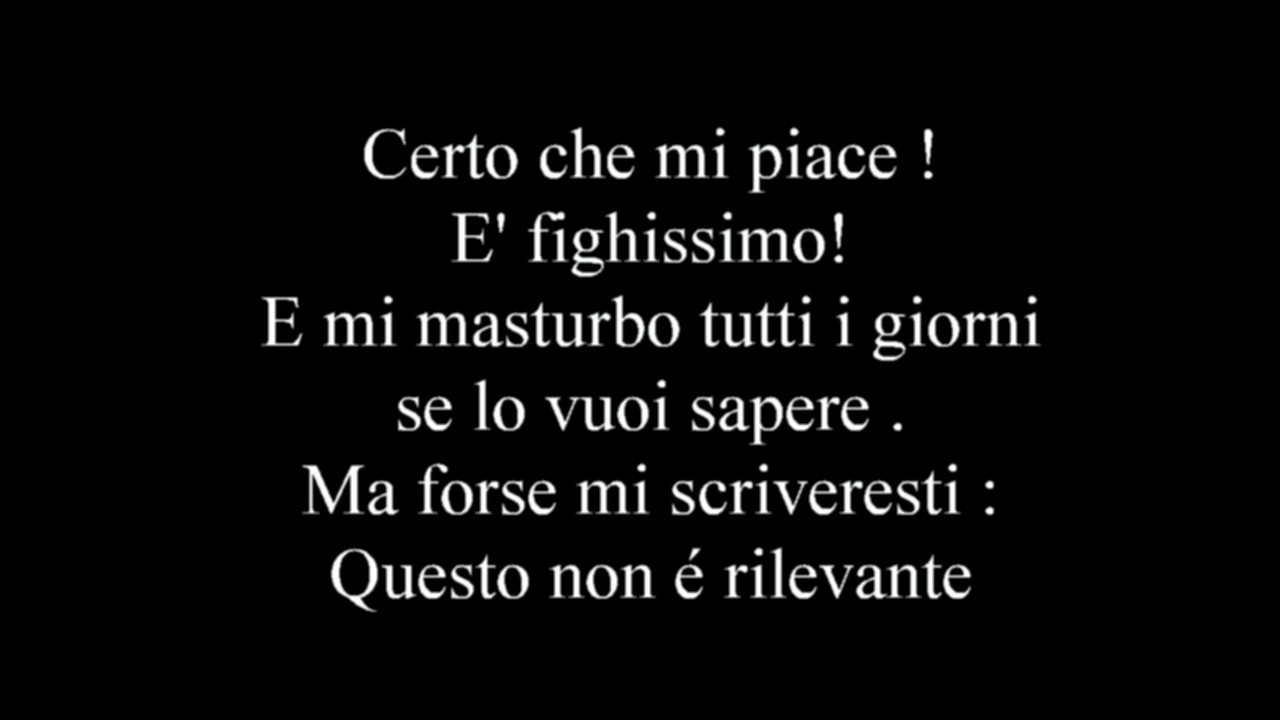 Certo che mi piace !
E' fighissimo!
E mi masturbo tutti i giorni
se lo vuoi sapere .
Ma forse mi scriveresti :
Questo non é rilevante